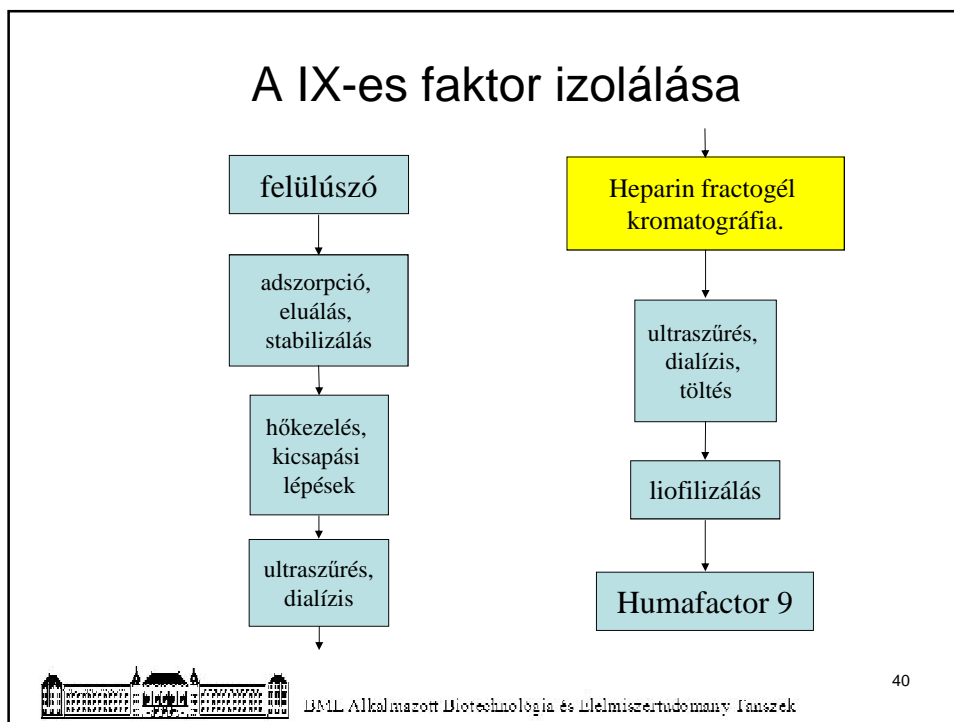 A IX-es faktor izolálása
felülúszó
adszorpció,
eluálás,
stabilizálás
hőkezelés,
kicsapási
lépések
ultraszűrés,
dialízis
Heparin fractogél
kromatográfia.
ultraszűrés,
dialízis,
töltés
liofilizálás
Humafactor 9
BME Alkalmazott Biotechnológia és Élelmiszertudomány Tanszék
40